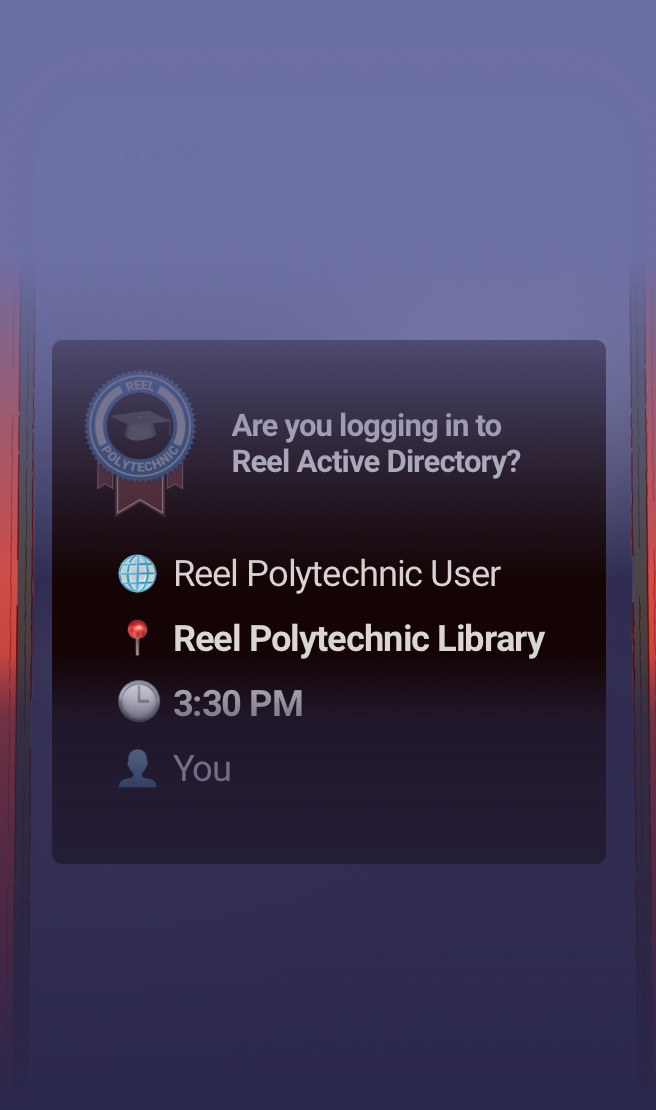 REEL
POLYTECHNIC
Are you logging in to
Reel Active Directory?
Reel Polytechnic User
Reel Polytechnic Library
3:30 PM
You